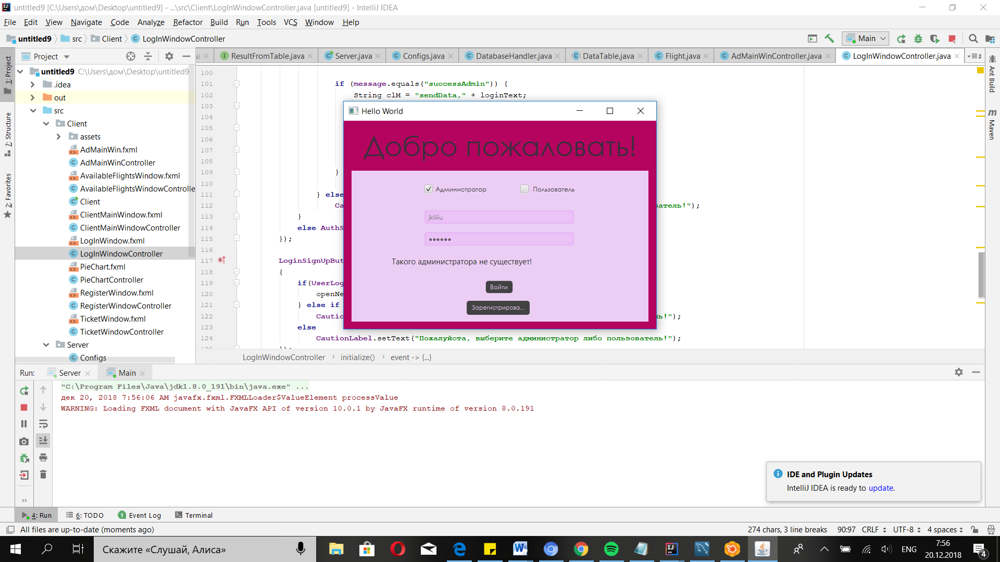 untitled9 [C:\Users\дом\Desktop\untitled9] - ...\src\Client\LogInWindowController.java [untitled9] - IntelliJ IDEA
File Edit View Navigate Code Analyze Refactor Build Run Tools VCS Window Help
untitled9 src Client LogInWindowController Main
Project
a ResultFromTable.java Server.java Configs.java DatabaseHandler.java DataTable.java Flight.java AdMainWinController.java LogInWindowController.java 2
1: Project
7: Structure
2: Favorites
Ant Build
m Maven
untitled9 C:\Users\дом\Desktop\untitled9
.idea
out
src
Client
assets
AdMainWin.fxml
AdMainWinController
AvailableFlightsWindow.fxml
AvailableFlightsWindowControlle
Client
ClientMainWindow.fxml
ClientMainWindowController
LogInWindow.fxml
LogInWindowController
PieChart.fxml
PieChartController
RegisterWindow.fxml
RegisterWindowController
TicketWindow.fxml
TicketWindowController
Server
Configs
100
101 if (message.equals("successAdmin")) {
102 String clM = "sendData," + loginText;
103
104
105
106
107
108
109 }
110
111 } else
112 Ca ватель!");
113 }
114 else AuthS
115 });
116
117 LoginSignUpBut
118 {
119 if(UserLog
120 openNe
121 } else if
122 Cautio ь!");
123 else
124 CautionLabel.setText("Пожалуйста, выберите администратор либо пользователь!");
125 });
LogInWindowController initialize() event -> {...}
Hello World
Добро пожаловать!
Администратор Пользователь
jkiiiiiu
••••••
Такого администратора не существует!
Войти
Зарегистрирова...
Run: Server Main
"C:\Program Files\Java\jdk1.8.0_191\bin\java.exe" ...
дек 20, 2018 7:56:06 AM javafx.fxml.FXMLLoader$ValueElement processValue
WARNING: Loading FXML document with JavaFX API of version 10.0.1 by JavaFX runtime of version 8.0.191
IDE and Plugin Updates
IntelliJ IDEA is ready to update.
4: Run 6: TODO 1 Event Log Terminal
All files are up-to-date (moments ago) 274 chars, 3 line breaks 90:97 CRLF UTF-8 4 spaces
Скажите «Слушай, Алиса» ENG 7:56
20.12.2018 4